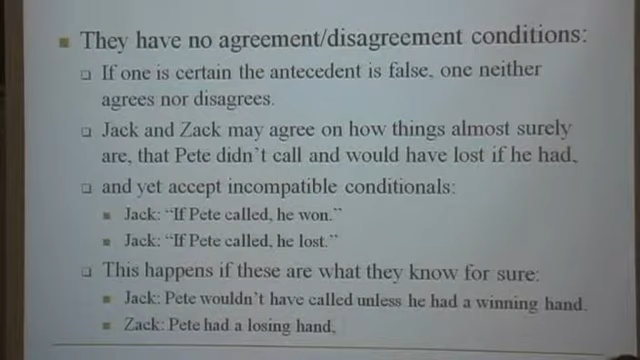 They have no agreement/disagreement conditions:
If one is certain the antecedent is false, one neither
agrees nor disagrees.
Jack and Zack may agree on how things almost surely
are, that Pete didn't call and would have lost if he had,
and yet accept incompatible conditionals:
Jack: "If Pete called, he won."
Jack: "If Pete called, he lost."
This happens if these are what they know for sure:
Jack: Pete wouldn't have called unless he had a winning hand.
Zack: Pete had a losing hand,